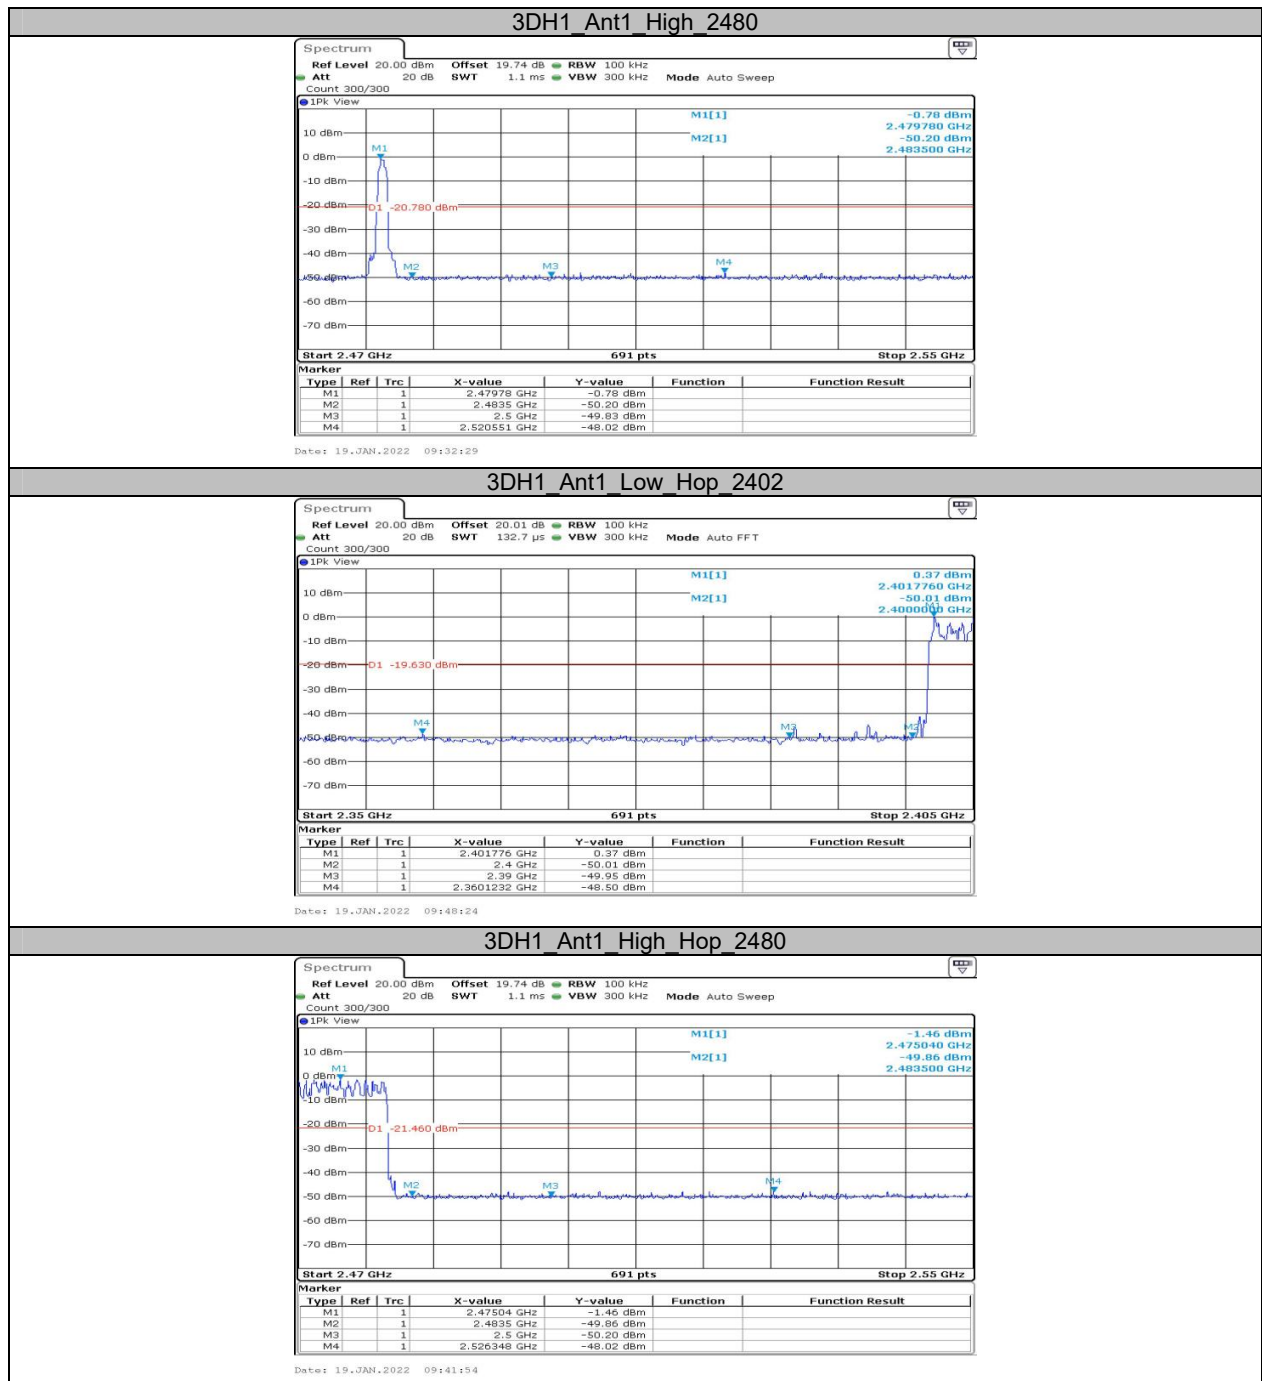 3DH1_Ant1_High_2480
Spectrum
Ref Level 20.00 dBm Offset 19.74 dB RBW 100 kHz
Att 20 dB SWT 1.1 ms VBW 300 kHz Mode Auto Sweep
Count 300/300
1Pk View
M1[1] -0.78 dBm
2.479780 GHz
M2[1] -50.20 dBm
2.483500 GHz
10 dBm
M1
0 dBm
-10 dBm
-20 dBm
D1 -20.780 dBm
-30 dBm
-40 dBm
M2 M3 M4
-50 dBm
-60 dBm
-70 dBm
Start 2.47 GHz 691 pts Stop 2.55 GHz
Marker
Type Ref Trc X-value Y-value Function Function Result
M1 1 2.47978 GHz -0.78 dBm
M2 1 2.4835 GHz -50.20 dBm
M3 1 2.5 GHz -49.83 dBm
M4 1 2.520551 GHz -48.02 dBm
Date: 19.JAN.2022 09:32:29
3DH1_Ant1_Low_Hop_2402
Spectrum
Ref Level 20.00 dBm Offset 20.01 dB RBW 100 kHz
Att 20 dB SWT 132.7 µs VBW 300 kHz Mode Auto FFT
Count 300/300
1Pk View
M1[1] 0.37 dBm
2.4017760 GHz
M2[1] -50.01 dBm
2.4000000 GHz
10 dBm
M1
0 dBm
-10 dBm
-20 dBm
D1 -19.630 dBm
-30 dBm
-40 dBm
M4 M3 M2
-50 dBm
-60 dBm
-70 dBm
Start 2.35 GHz 691 pts Stop 2.405 GHz
Marker
Type Ref Trc X-value Y-value Function Function Result
M1 1 2.401776 GHz 0.37 dBm
M2 1 2.4 GHz -50.01 dBm
M3 1 2.39 GHz -49.95 dBm
M4 1 2.3601232 GHz -48.50 dBm
Date: 19.JAN.2022 09:48:24
3DH1_Ant1_High_Hop_2480
Spectrum
Ref Level 20.00 dBm Offset 19.74 dB RBW 100 kHz
Att 20 dB SWT 1.1 ms VBW 300 kHz Mode Auto Sweep
Count 300/300
1Pk View
M1[1] -1.46 dBm
2.475040 GHz
M2[1] -49.86 dBm
2.483500 GHz
10 dBm
M1
0 dBm
-10 dBm
-20 dBm
D1 -21.460 dBm
-30 dBm
-40 dBm
M2 M3 M4
-50 dBm
-60 dBm
-70 dBm
Start 2.47 GHz 691 pts Stop 2.55 GHz
Marker
Type Ref Trc X-value Y-value Function Function Result
M1 1 2.47504 GHz -1.46 dBm
M2 1 2.4835 GHz -49.86 dBm
M3 1 2.5 GHz -50.20 dBm
M4 1 2.526348 GHz -48.02 dBm
Date: 19.JAN.2022 09:41:54